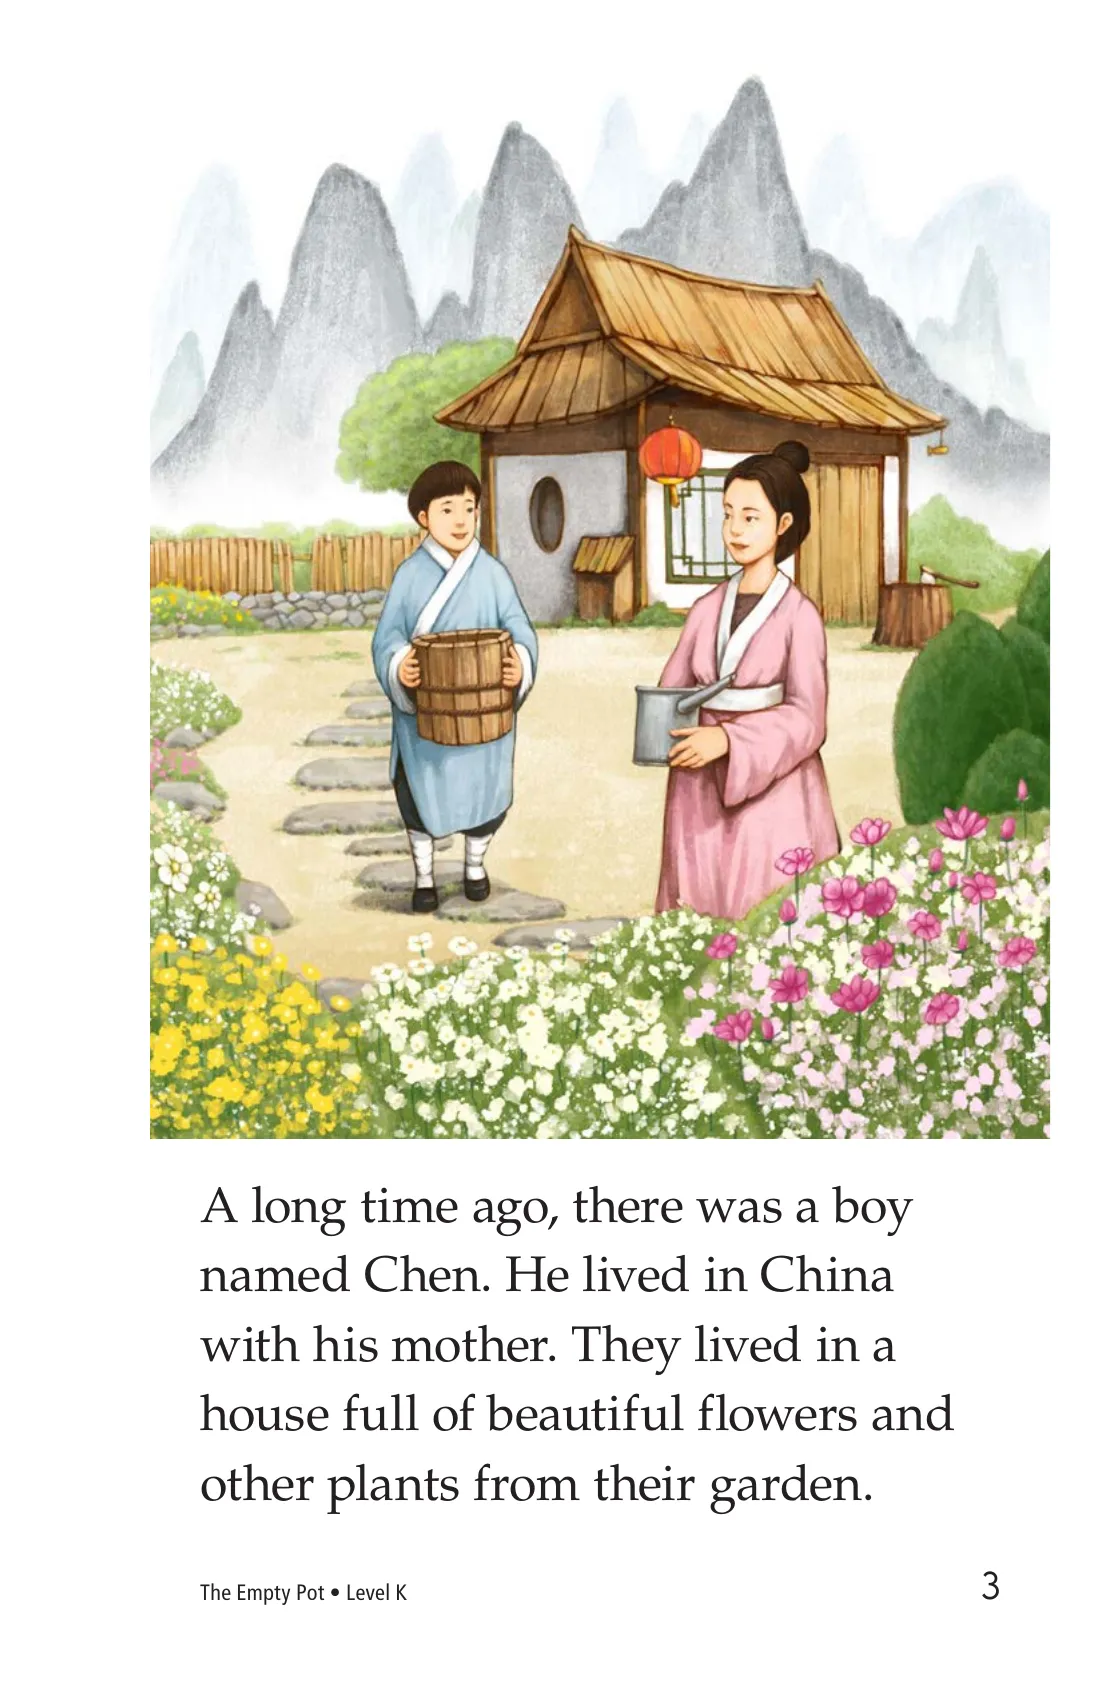 A long time ago, there was a boy
named Chen. He lived in China
with his mother. They lived in a
house full of beautiful flowers and
other plants from their garden.
The Empty Pot • Level K
3